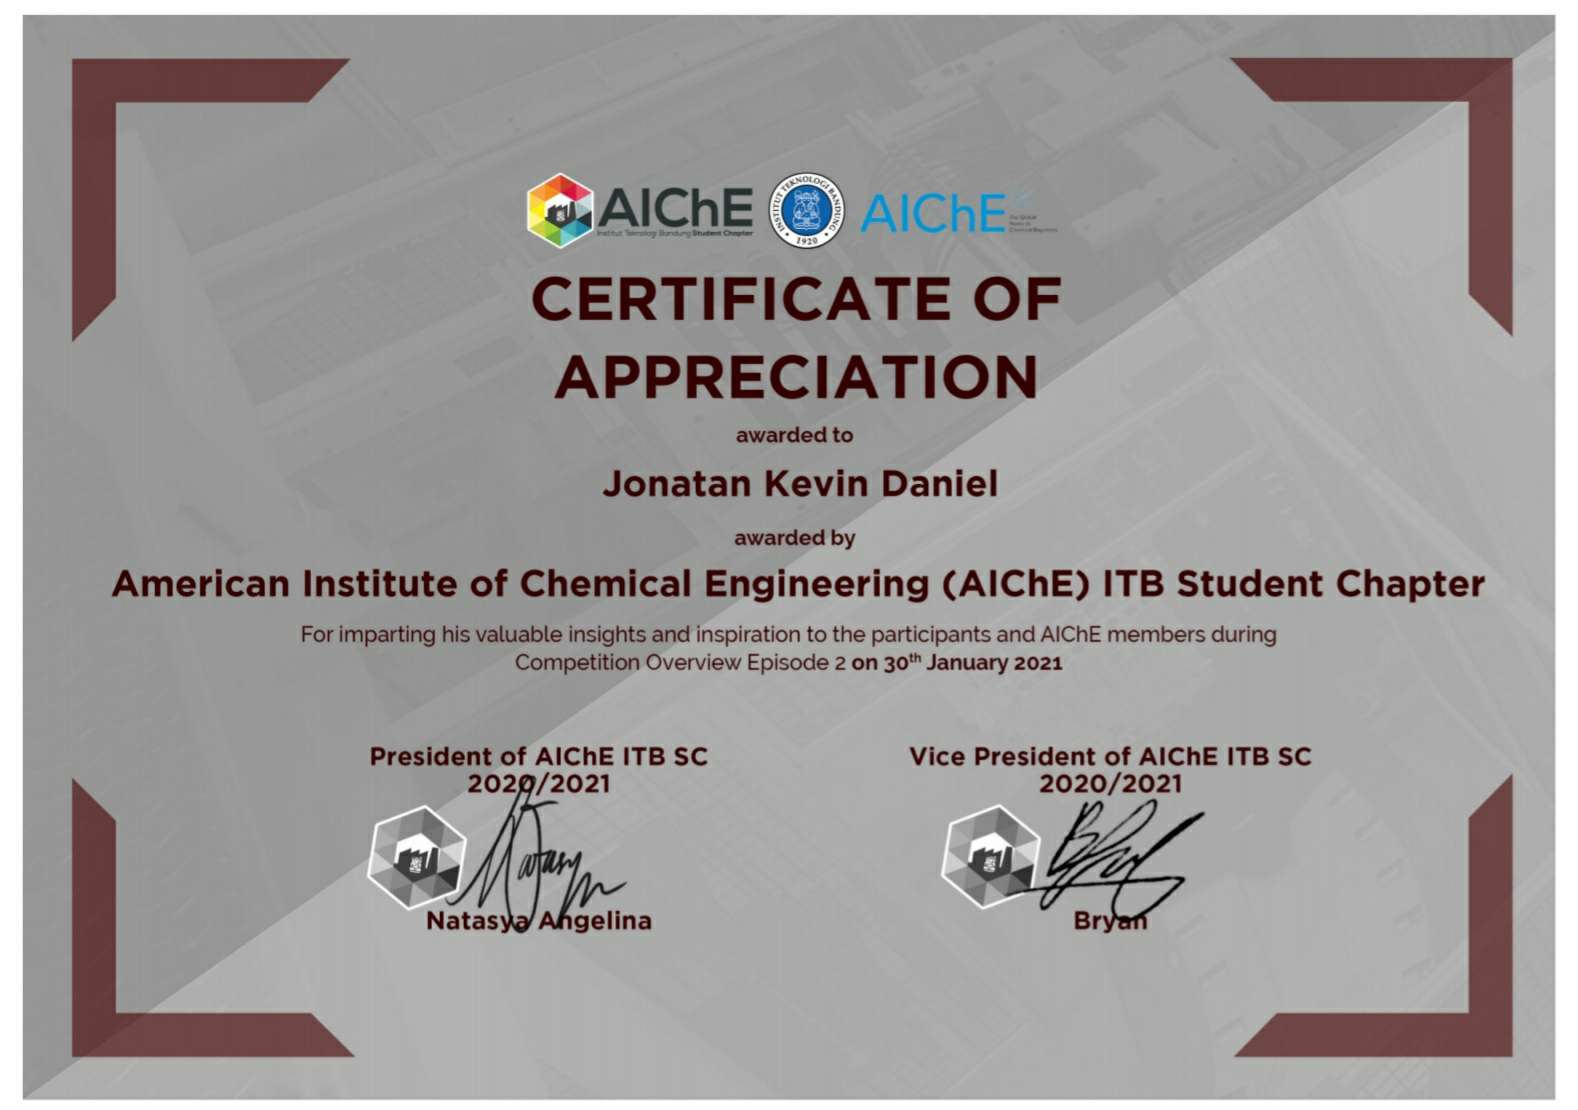 AIChE
Institut Teknologi Bandung Student Chapter
INSTITUT TEKNOLOGI BANDUNG
1920
AIChE
The Global Home of Chemical Engineers
CERTIFICATE OF
APPRECIATION
awarded to
Jonatan Kevin Daniel
awarded by
American Institute of Chemical Engineering (AIChE) ITB Student Chapter
For imparting his valuable insights and inspiration to the participants and AIChE members during
Competition Overview Episode 2 on 30th January 2021
President of AIChE ITB SC
2020/2021
Natasya Angelina
Vice President of AIChE ITB SC
2020/2021
Bryan